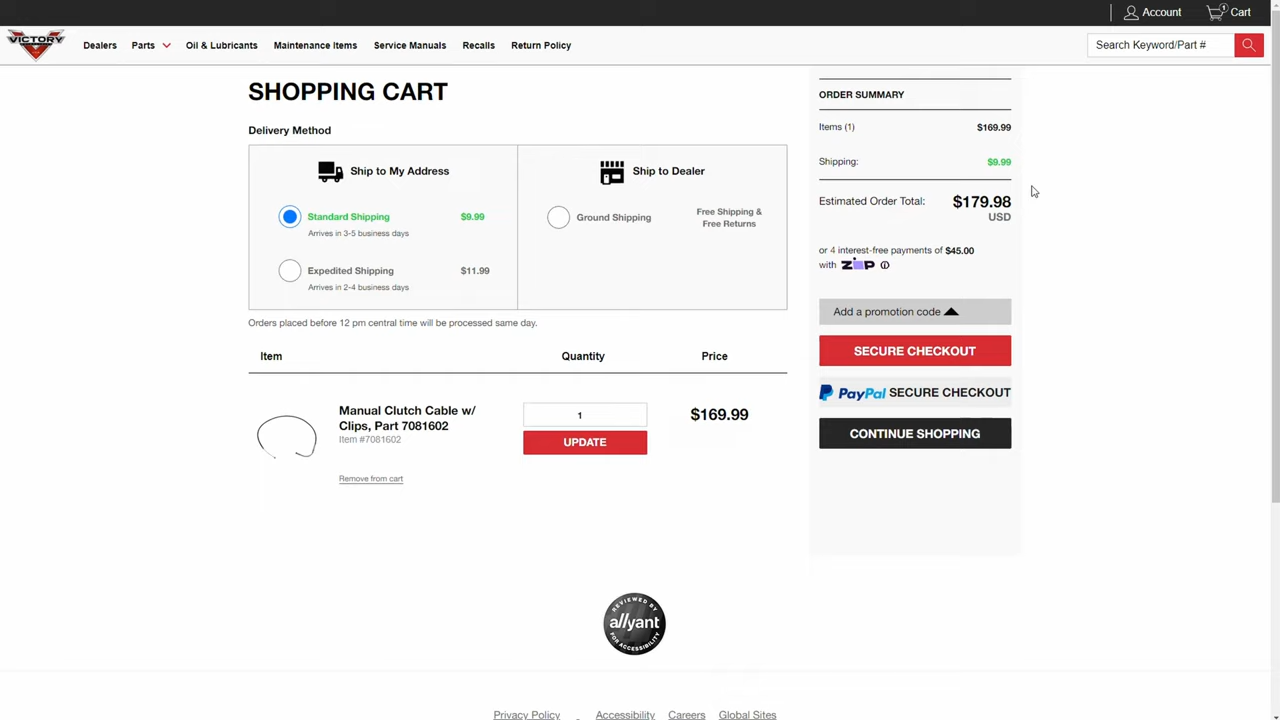 Account
1
Cart
VICTORY
Dealers
Parts
Oil & Lubricants
Maintenance Items
Service Manuals
Recalls
Return Policy
Search Keyword/Part #
SHOPPING CART
Delivery Method
Ship to My Address
Standard Shipping $9.99
Arrives in 3-5 business days
Expedited Shipping $11.99
Arrives in 2-4 business days
Ship to Dealer
Ground Shipping
Free Shipping &
Free Returns
Orders placed before 12 pm central time will be processed same day.
Item Quantity Price
Manual Clutch Cable w/
Clips, Part 7081602
Item #7081602
Remove from cart
1
UPDATE
$169.99
ORDER SUMMARY
Items (1) $169.99
Shipping: $9.99
Estimated Order Total: $179.98
USD
or 4 interest-free payments of $45.00
with ZIP
Add a promotion code
SECURE CHECKOUT
PayPal SECURE CHECKOUT
CONTINUE SHOPPING
REVIEWED BY
allyant
FOR ACCESSIBILITY
Privacy Policy
Accessibility
Careers
Global Sites